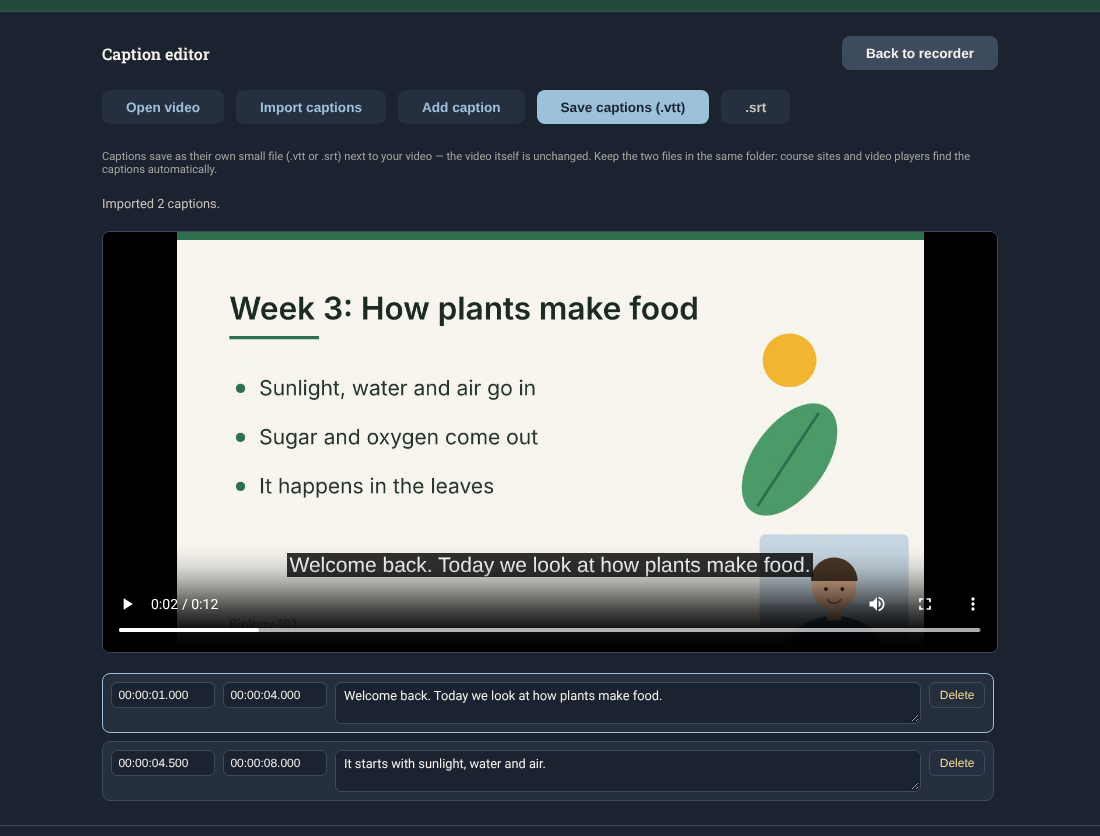 Caption editor
Back to recorder
Open video
Import captions
Add caption
Save captions (.vtt)
.srt
Captions save as their own small file (.vtt or .srt) next to your video — the video itself is unchanged. Keep the two files in the same folder: course sites and video players find the
captions automatically.
Imported 2 captions.
Week 3: How plants make food
Sunlight, water and air go in
Sugar and oxygen come out
It happens in the leaves
Welcome back. Today we look at how plants make food.
0:02 / 0:12
Biology 101
00:00:01.000
00:00:04.000
Welcome back. Today we look at how plants make food.
Delete
00:00:04.500
00:00:08.000
It starts with sunlight, water and air.
Delete